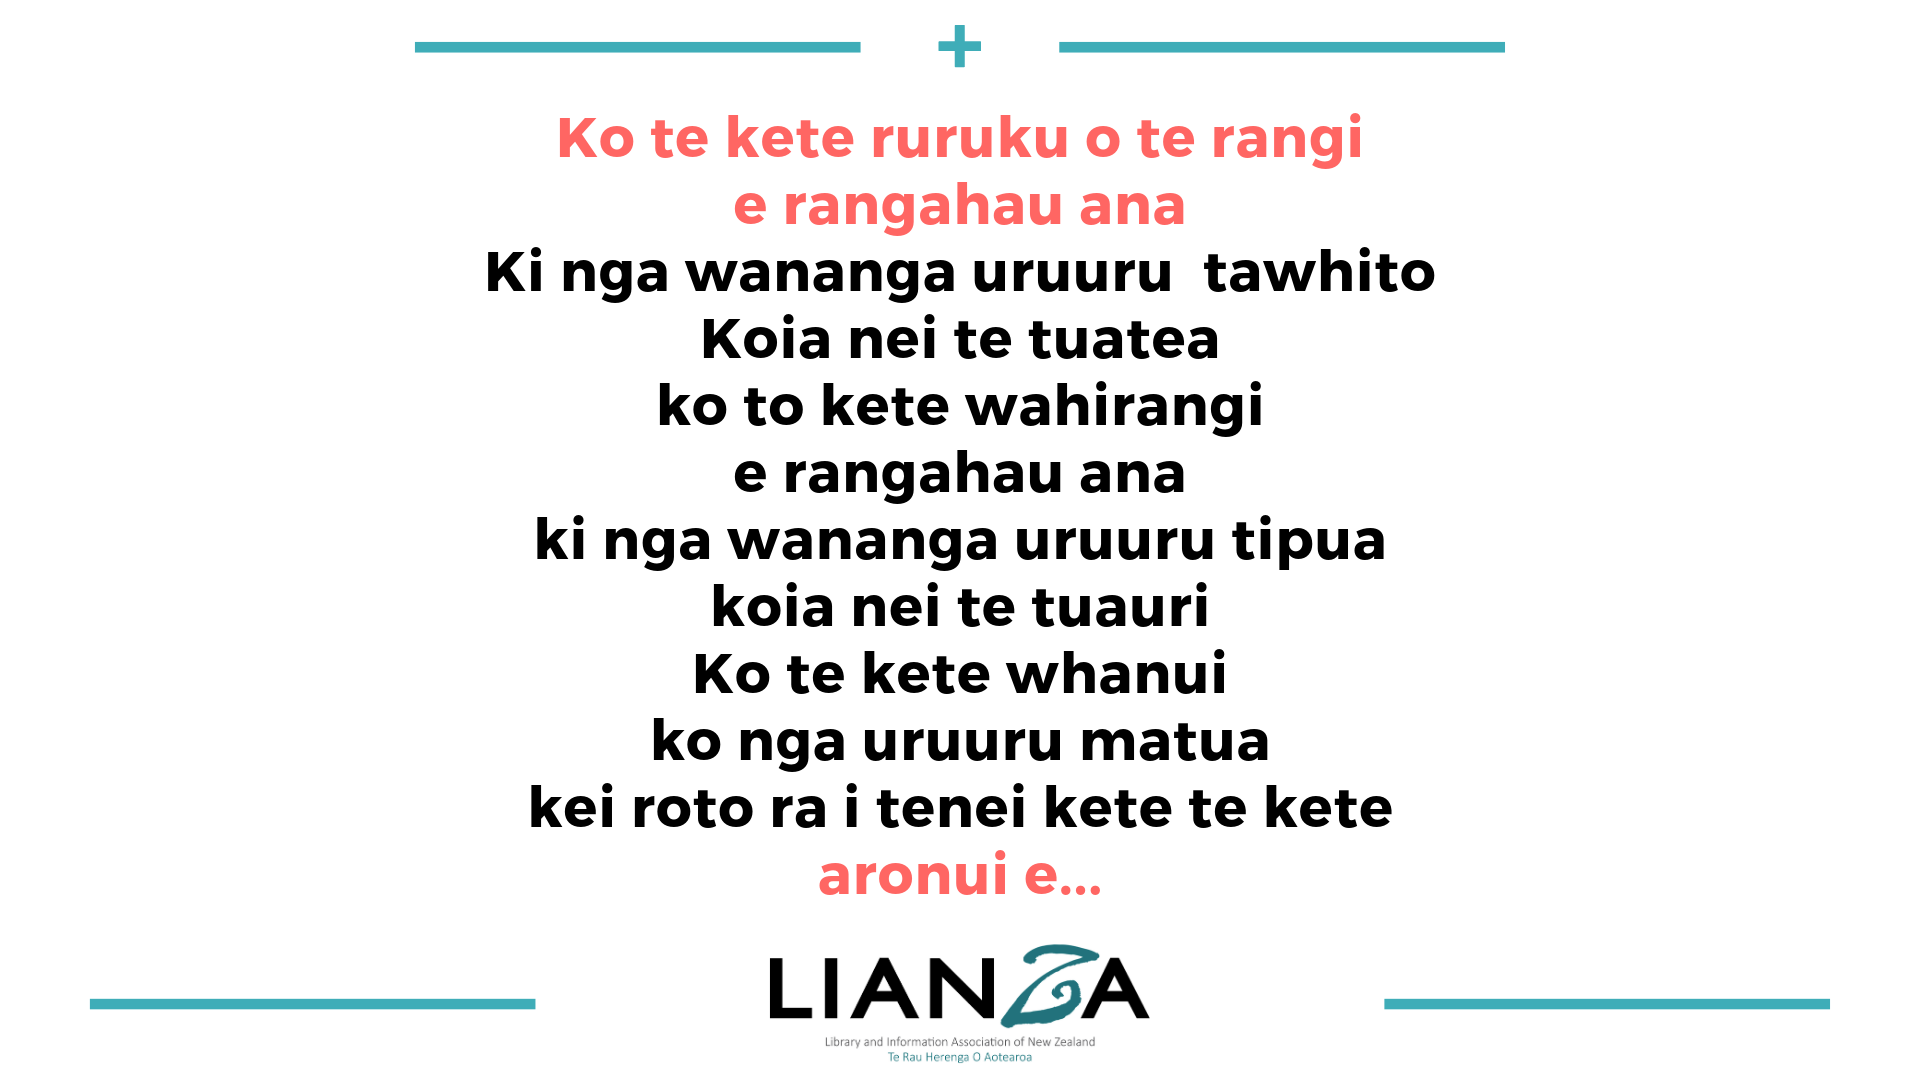 Ko te kete ruruku o te rangi
e rangahau ana
Ki nga wananga uruuru  tawhito
Koia nei te tuatea
ko to kete wahirangi
e rangahau ana
ki nga wananga uruuru tipua
koia nei te tuauri
Ko te kete whanui
ko nga uruuru matua
kei roto ra i tenei kete te kete
aronui e...
LIANZA
Library and Information Association of New Zealand
Te Rau Herenga O Aotearoa